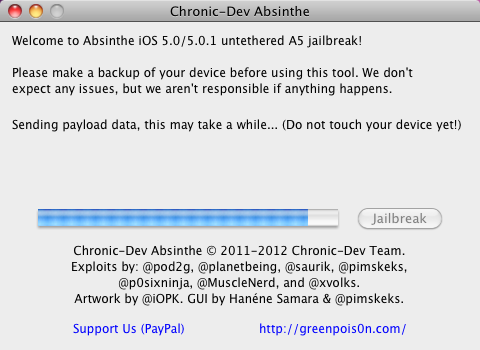 Chronic-Dev Absinthe
Welcome to Absinthe iOS 5.0/5.0.1 untethered A5 jailbreak!
Please make a backup of your device before using this tool. We don't
expect any issues, but we aren't responsible if anything happens.
Sending payload data, this may take a while... (Do not touch your device yet!)
Jailbreak
Chronic-Dev Absinthe © 2011-2012 Chronic-Dev Team.
Exploits by: @pod2g, @planetbeing, @saurik, @pimskeks,
@p0sixninja, @MuscleNerd, and @xvolks.
Artwork by @iOPK. GUI by Hanéne Samara & @pimskeks.
Support Us (PayPal) http://greenpois0n.com/